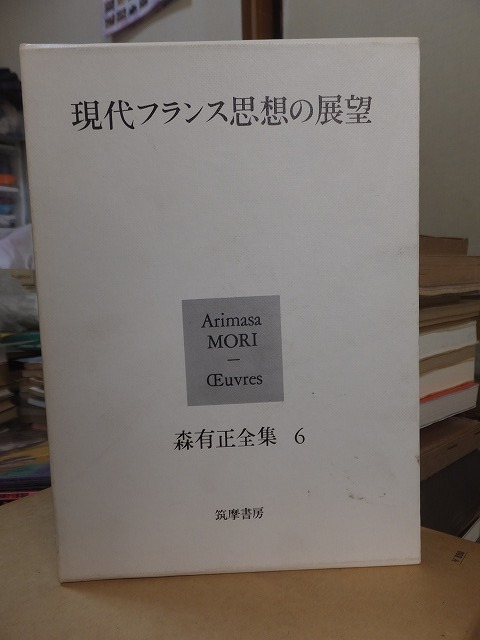 現代フランス思想の展望
Arimasa
MORI
—
Œuvres
森有正全集 6
筑摩書房